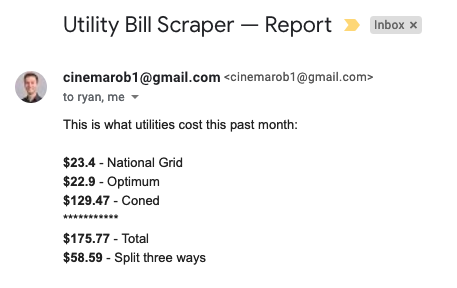 Utility Bill Scraper — Report Inbox ×
cinemarob1@gmail.com <cinemarob1@gmail.com>
to ryan, me
This is what utilities cost this past month:
$23.4 - National Grid
$22.9 - Optimum
$129.47 - Coned
***********
$175.77 - Total
$58.59 - Split three ways